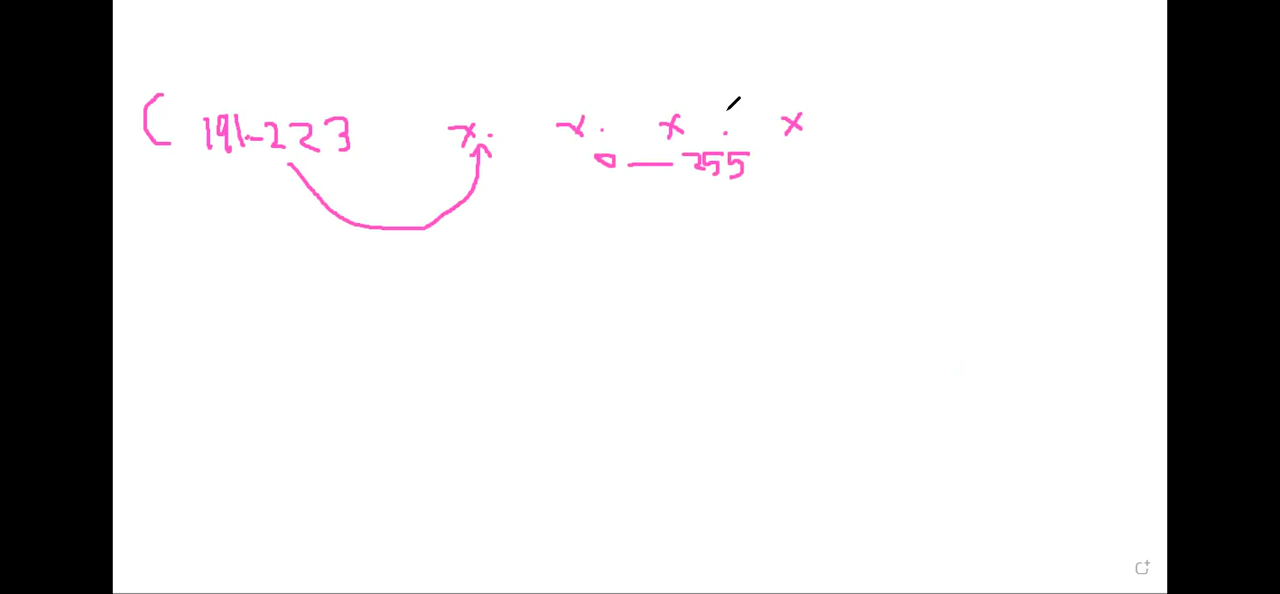 C 191-223 x. x. x . x
0 — 255